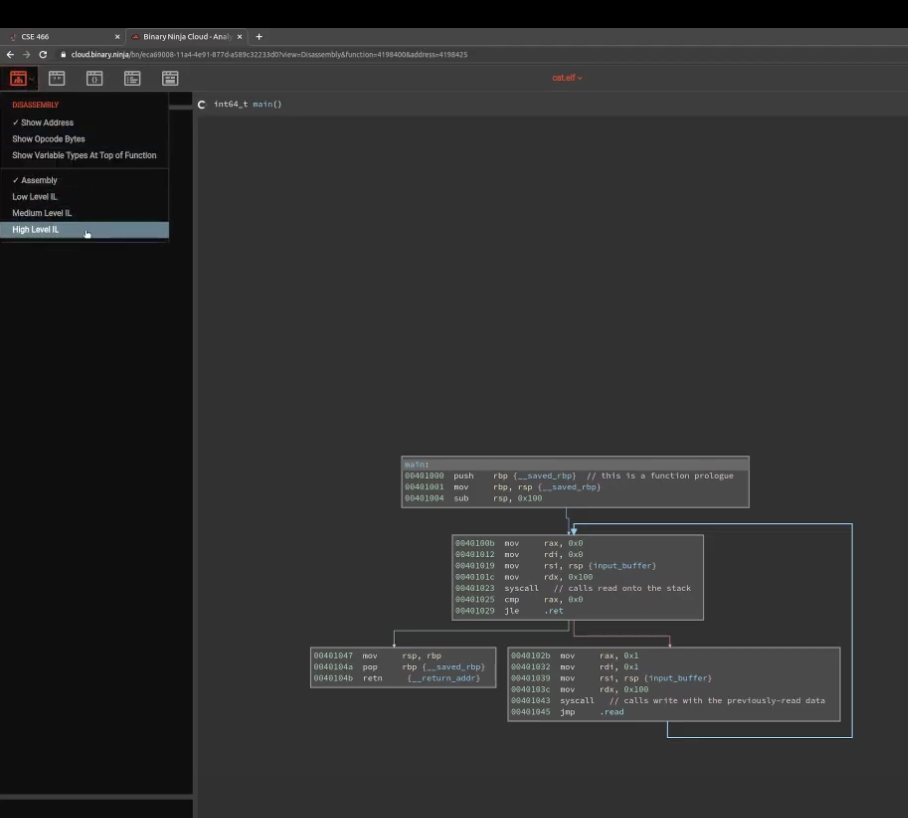 CSE 466 × Binary Ninja Cloud - Anal × +
cloud.binary.ninja/bn/eca69008-11a4-4e91-877d-a589c32233d0?view=Disassembly&function=4198400&address=4198425
cat.elf
DISASSEMBLY
✓ Show Address
Show Opcode Bytes
Show Variable Types At Top of Function
✓ Assembly
Low Level IL
Medium Level IL
High Level IL
C int64_t main()
main:
00401000 push rbp {__saved_rbp} // this is a function prologue
00401001 mov rbp, rsp {__saved_rbp}
00401004 sub rsp, 0x100
0040100b mov rax, 0x0
00401012 mov rdi, 0x0
00401019 mov rsi, rsp {input_buffer}
0040101c mov rdx, 0x100
00401023 syscall // calls read onto the stack
00401025 cmp rax, 0x0
00401029 jle .ret
00401047 mov rsp, rbp
0040104a pop rbp {__saved_rbp}
0040104b retn {__return_addr}
0040102b mov rax, 0x1
00401032 mov rdi, 0x1
00401039 mov rsi, rsp {input_buffer}
0040103c mov rdx, 0x100
00401043 syscall // calls write with the previously-read data
00401045 jmp .read